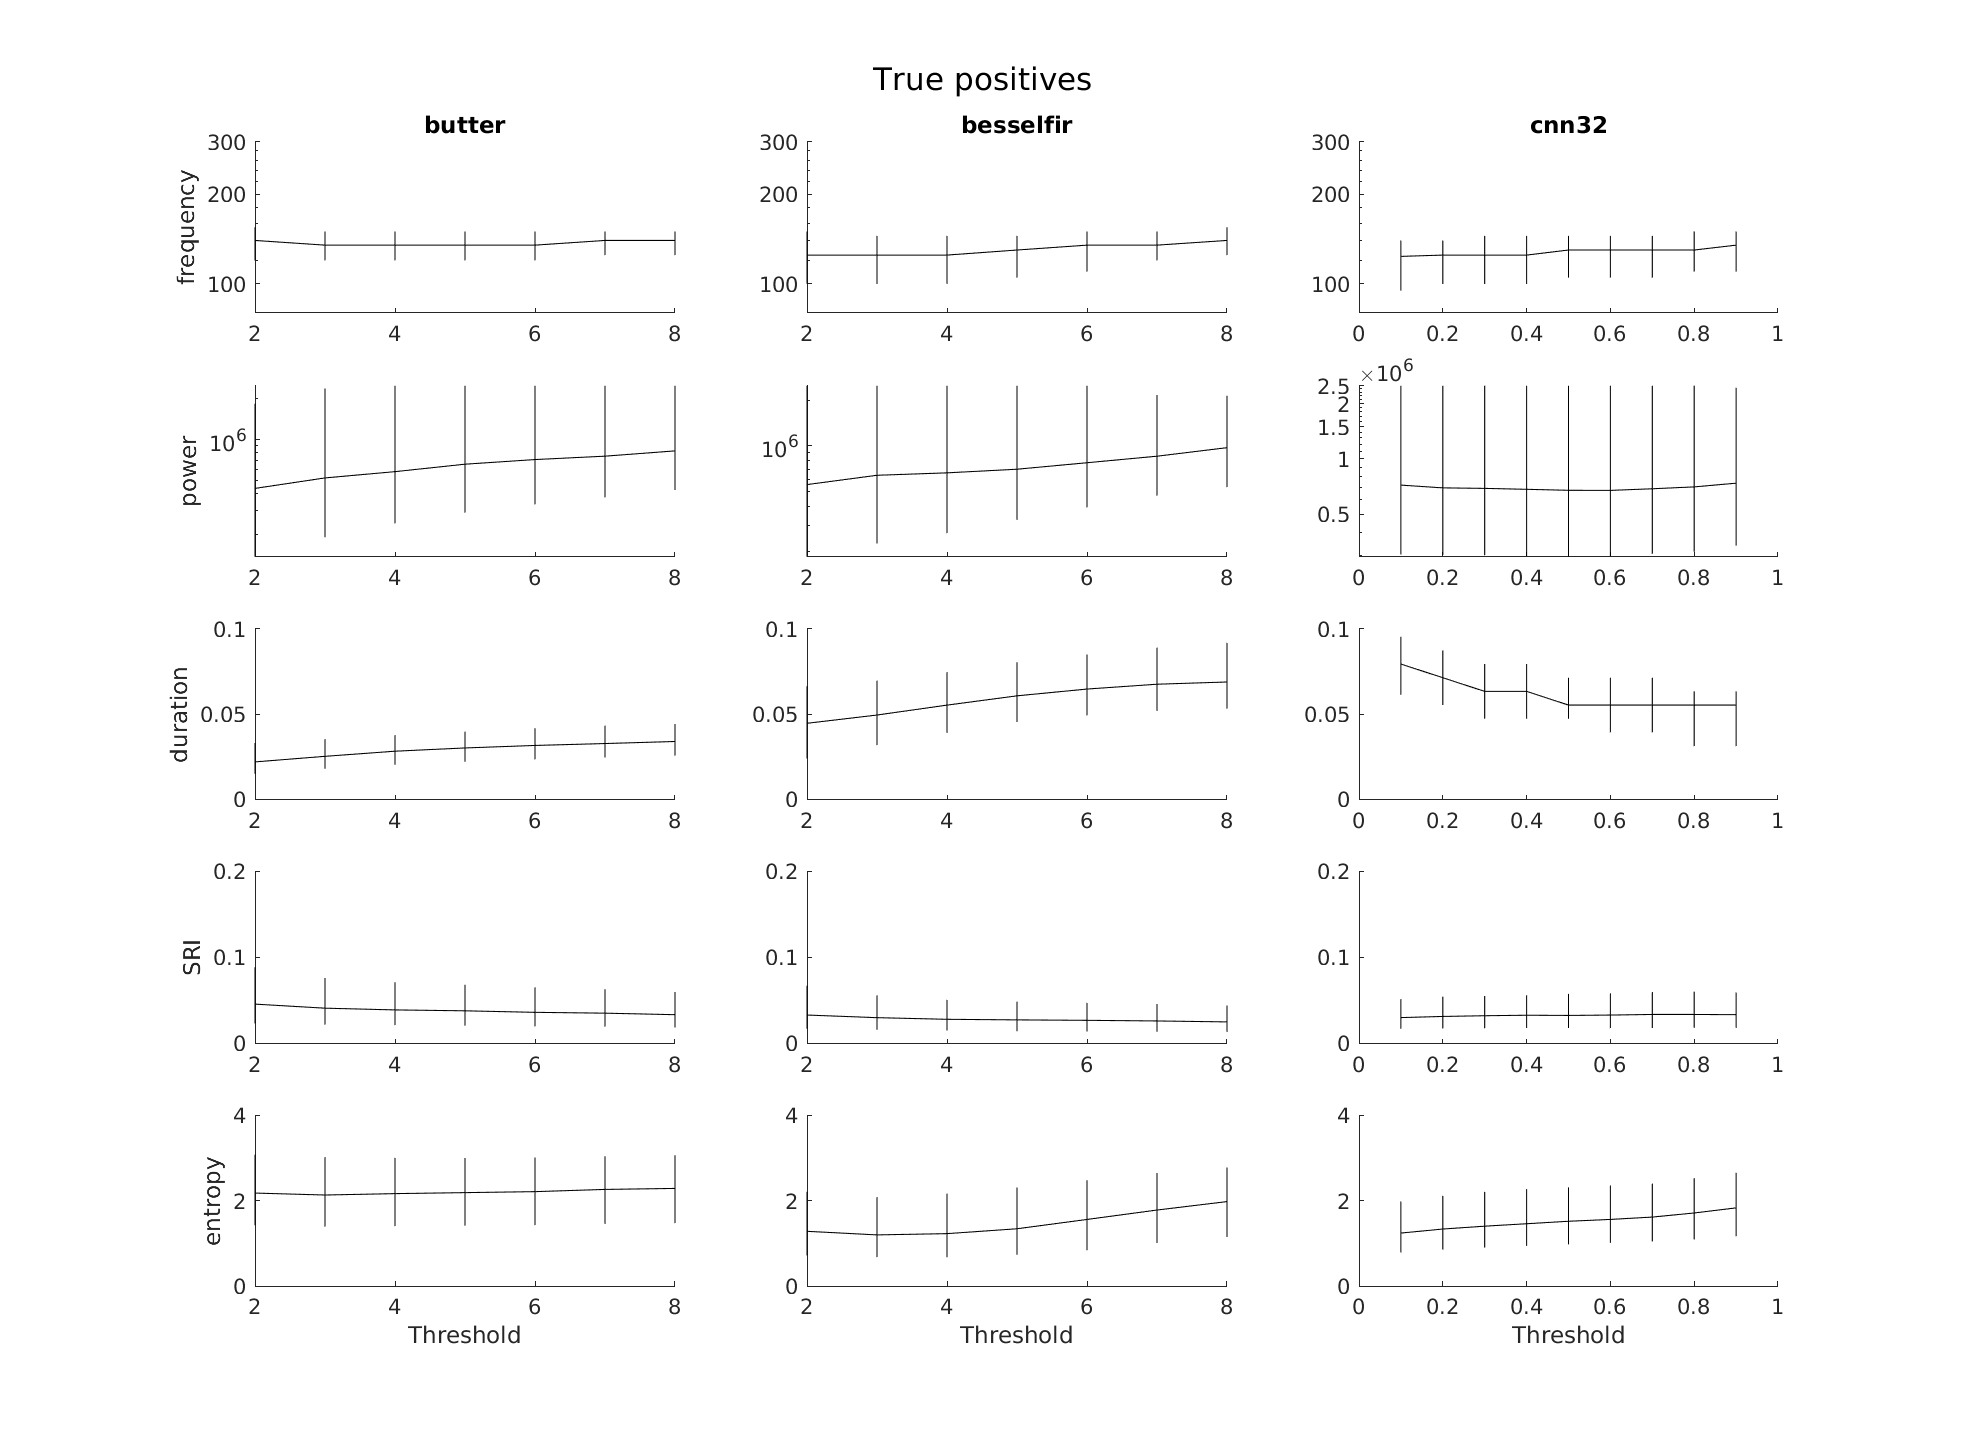 True positives
butter besselfir cnn32
frequency
300 300 300
200 200 200
100 100 100
2 4 6 8 2 4 6 8 0 0.2 0.4 0.6 0.8 1
power
×10^6
10^6 10^6 2.5
2
1.5
1
0.5
2 4 6 8 2 4 6 8 0 0.2 0.4 0.6 0.8 1
duration
0.1 0.1 0.1
0.05 0.05 0.05
0 0 0
2 4 6 8 2 4 6 8 0 0.2 0.4 0.6 0.8 1
SRI
0.2 0.2 0.2
0.1 0.1 0.1
0 0 0
2 4 6 8 2 4 6 8 0 0.2 0.4 0.6 0.8 1
entropy
4 4 4
2 2 2
0 0 0
2 4 6 8 2 4 6 8 0 0.2 0.4 0.6 0.8 1
Threshold Threshold Threshold